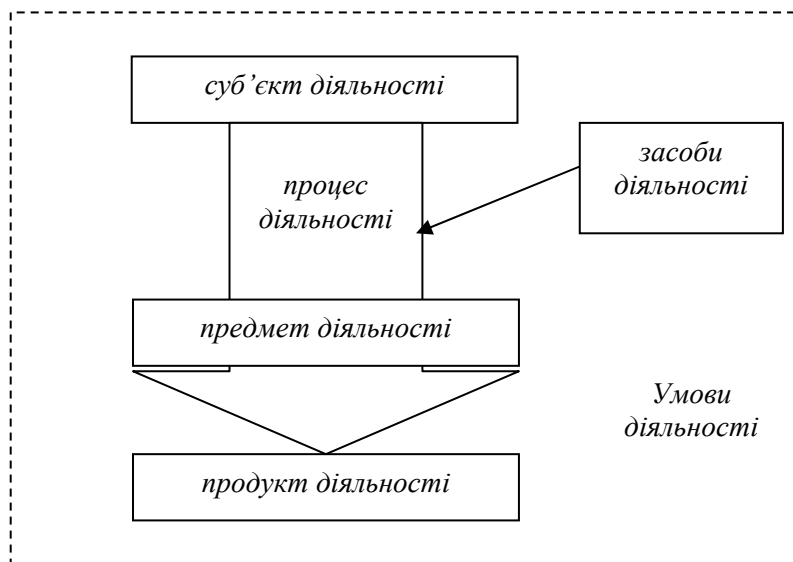 суб’єкт діяльності
процес
діяльності
засоби
діяльності
предмет діяльності
Умови
діяльності
продукт діяльності